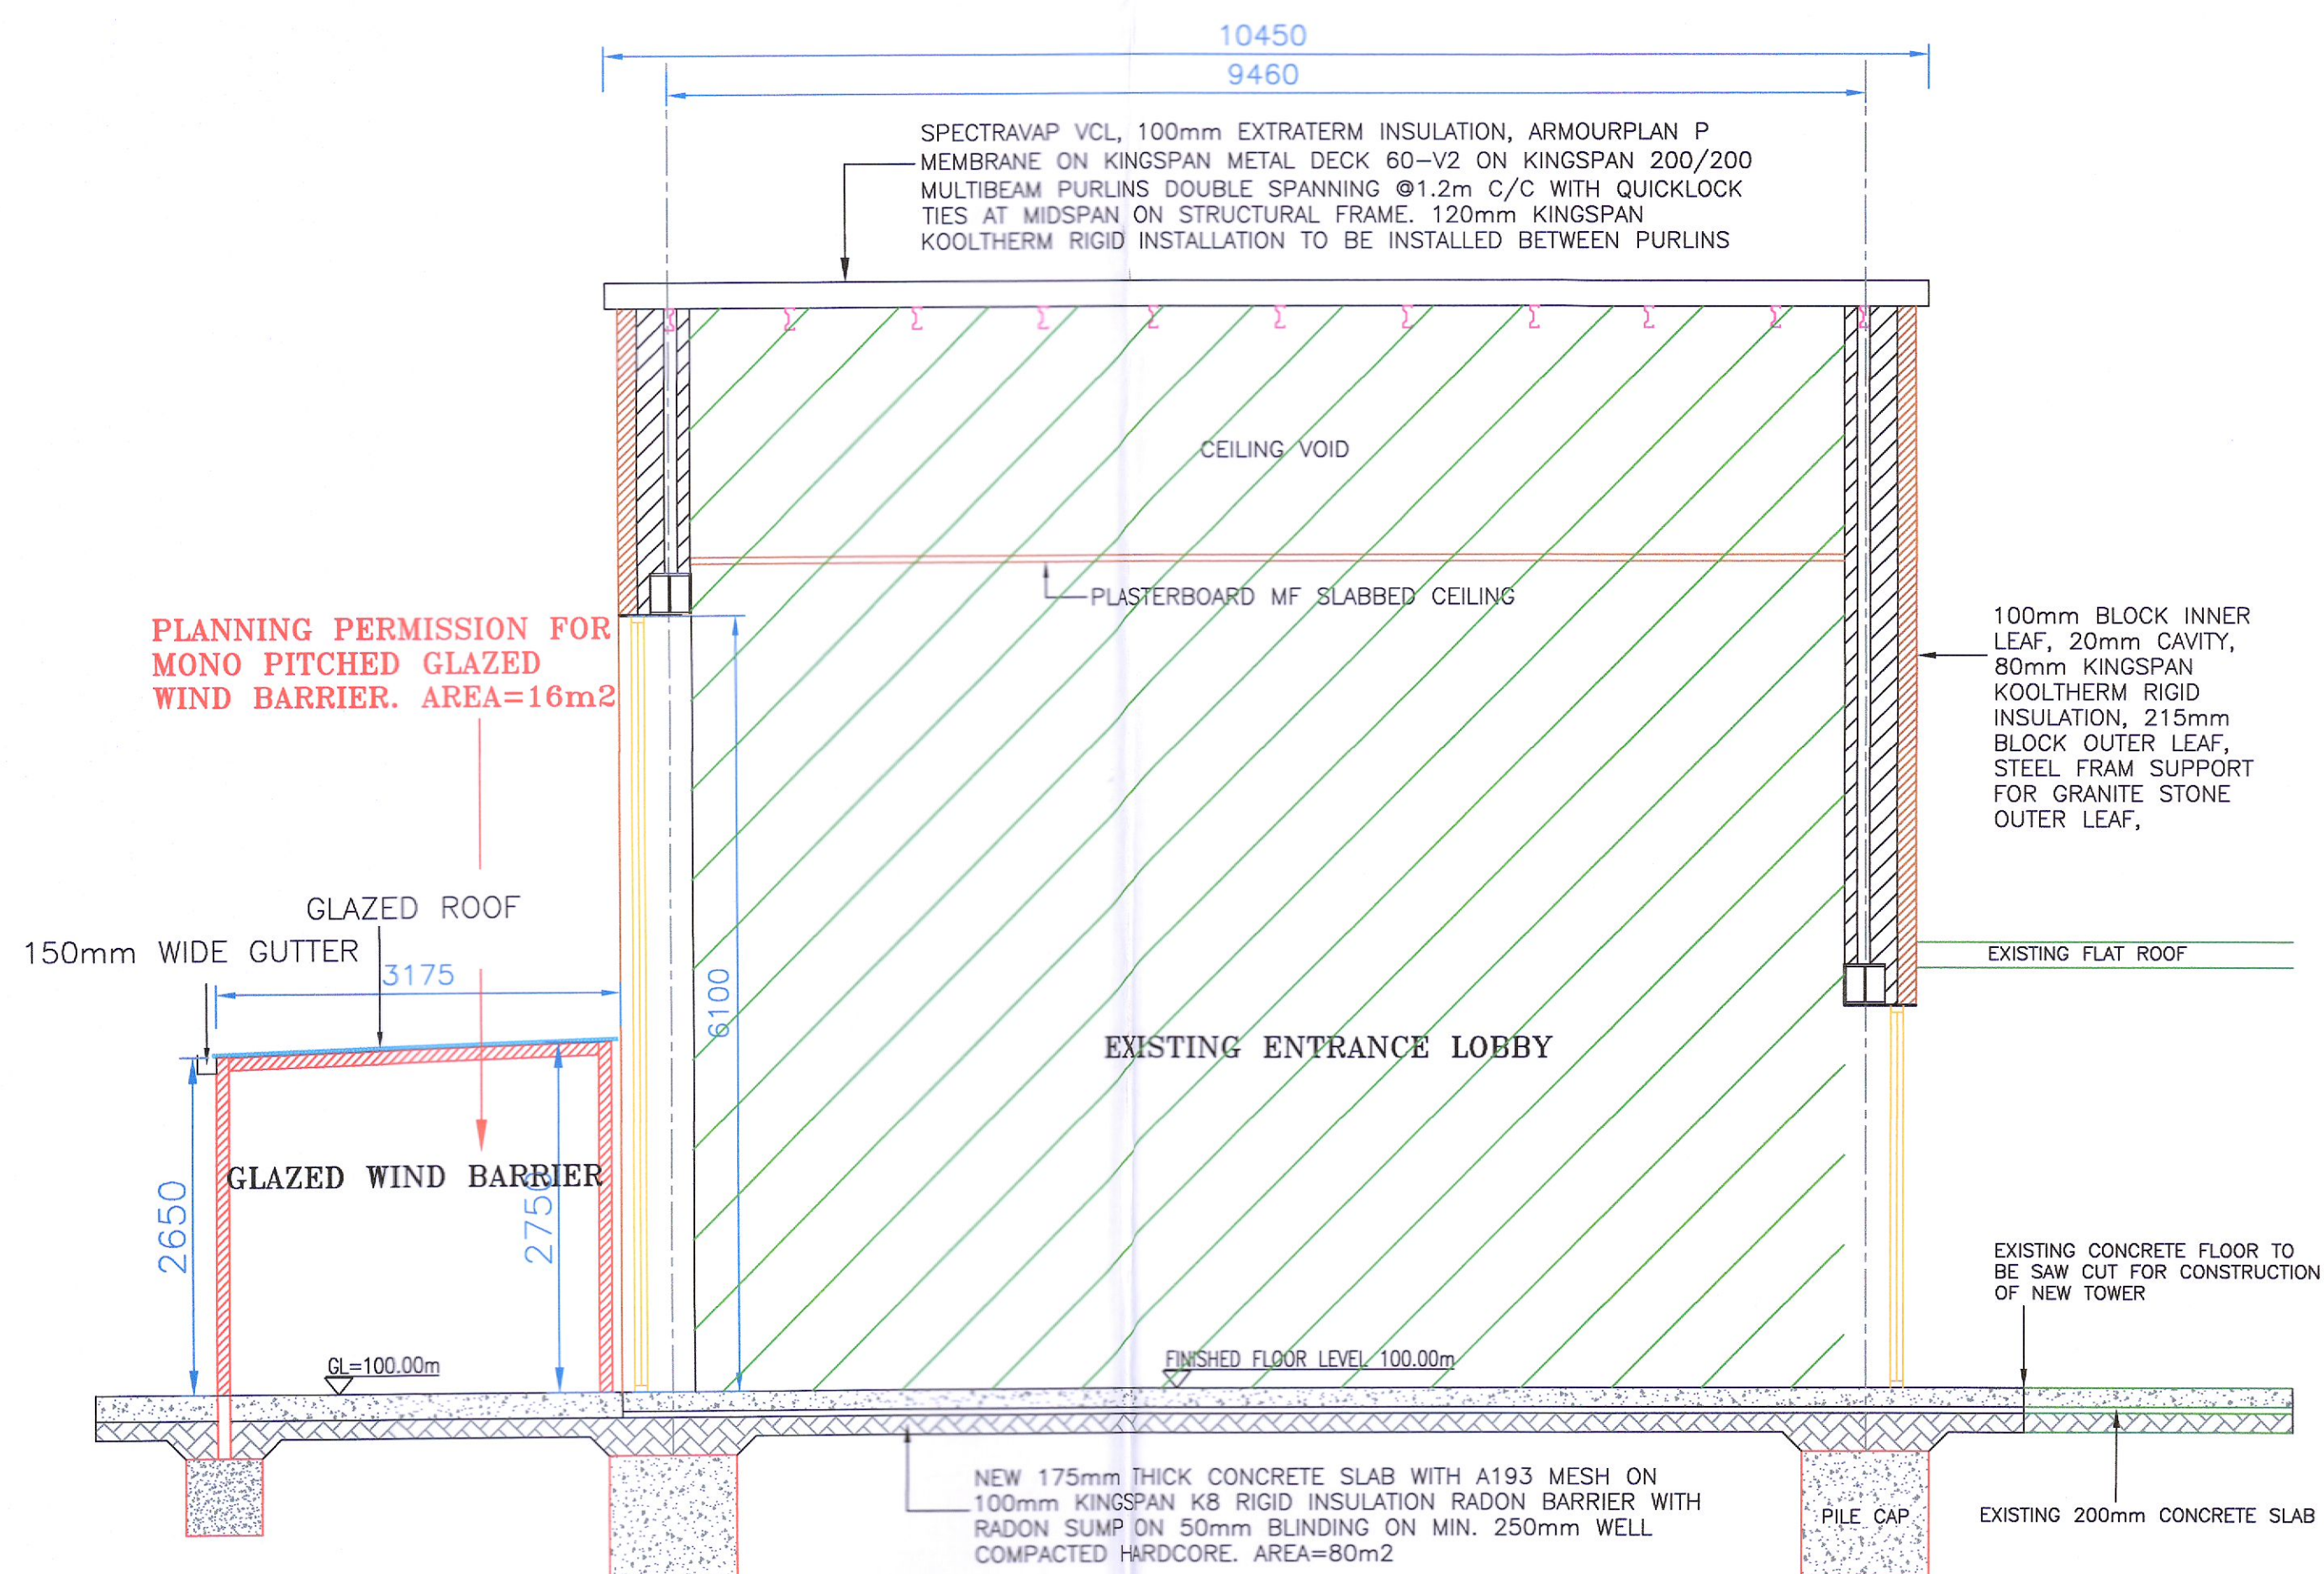 10450
9460
SPECTRAVAP VCL, 100mm EXTRATERM INSULATION, ARMOURPLAN P
MEMBRANE ON KINGSPAN METAL DECK 60-V2 ON KINGSPAN 200/200
MULTIBEAM PURLINS DOUBLE SPANNING @1.2m C/C WITH QUICKLOCK
TIES AT MIDSPAN ON STRUCTURAL FRAME. 120mm KINGSPAN
KOOLTHERM RIGID INSTALLATION TO BE INSTALLED BETWEEN PURLINS
CEILING VOID
PLASTERBOARD MF SLABBED CEILING
PLANNING PERMISSION FOR
MONO PITCHED GLAZED
WIND BARRIER. AREA=16m2
100mm BLOCK INNER
LEAF, 20mm CAVITY,
80mm KINGSPAN
KOOLTHERM RIGID
INSULATION, 215mm
BLOCK OUTER LEAF,
STEEL FRAM SUPPORT
FOR GRANITE STONE
OUTER LEAF,
GLAZED ROOF
150mm WIDE GUTTER
3175
6100
EXISTING FLAT ROOF
EXISTING ENTRANCE LOBBY
GLAZED WIND BARRIER
2650
2750
EXISTING CONCRETE FLOOR TO
BE SAW CUT FOR CONSTRUCTION
OF NEW TOWER
GL=100.00m
FINISHED FLOOR LEVEL 100.00m
NEW 175mm THICK CONCRETE SLAB WITH A193 MESH ON
100mm KINGSPAN K8 RIGID INSULATION RADON BARRIER WITH
RADON SUMP ON 50mm BLINDING ON MIN. 250mm WELL
COMPACTED HARDCORE. AREA=80m2
PILE CAP
EXISTING 200mm CONCRETE SLAB